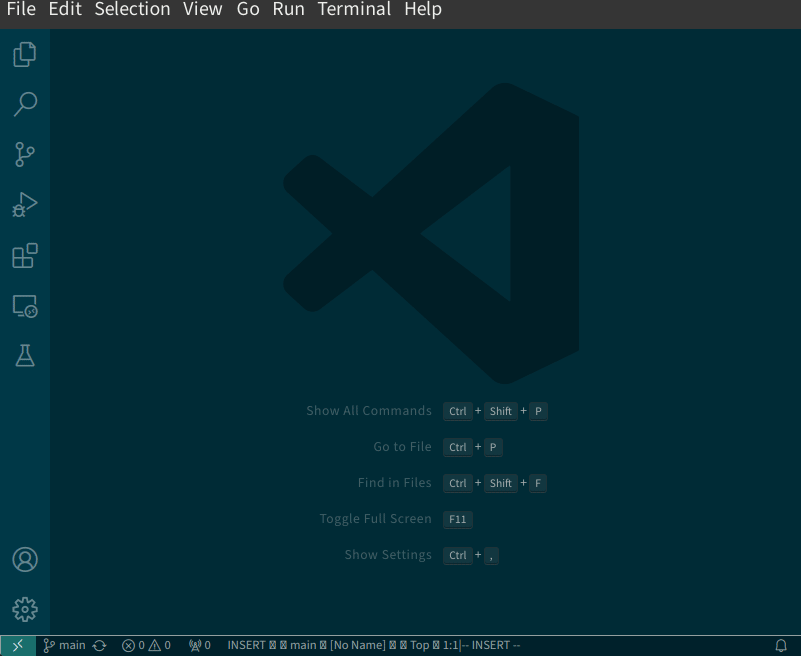 File Edit Selection View Go Run Terminal Help
Show All Commands Ctrl + Shift + P
Go to File Ctrl + P
Find in Files Ctrl + Shift + F
Toggle Full Screen F11
Show Settings Ctrl + ,
main 0 0 0 INSERT main [No Name] Top 1:1|-- INSERT --